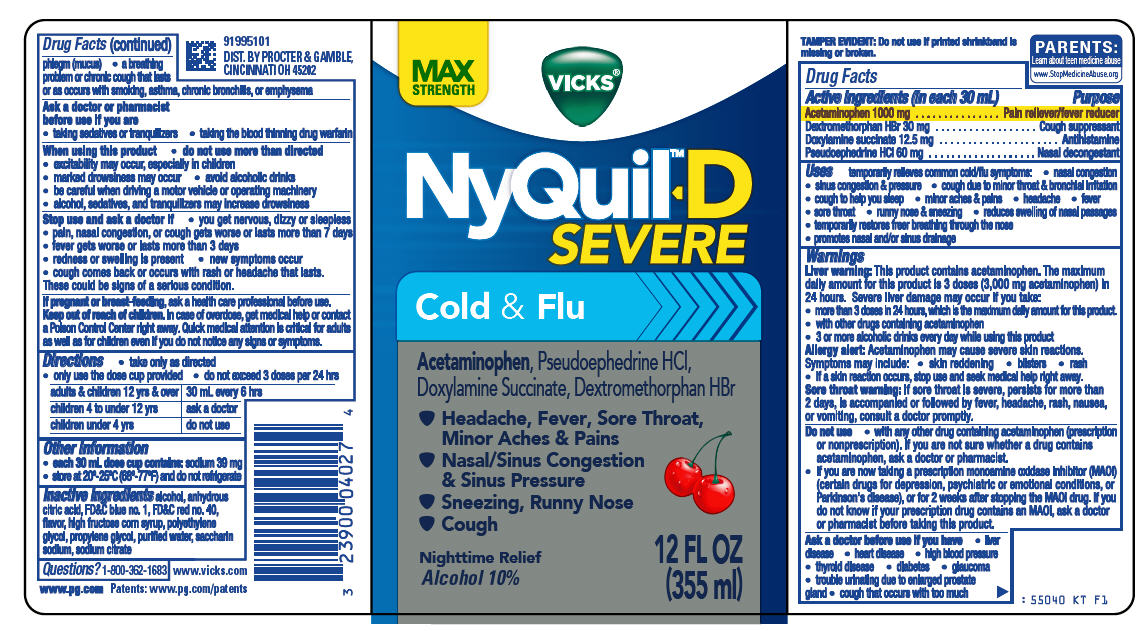 Drug Facts (continued)
phlegm (mucus) • a breathing
problem or chronic cough that lasts
or as occurs with smoking, asthma, chronic bronchitis, or emphysema
91995101
DIST. BY PROCTER & GAMBLE,
CINCINNATI OH 45202
Ask a doctor or pharmacist
before use if you are
• taking sedatives or tranquilizers • taking the blood thinning drug warfarin
When using this product • do not use more than directed
• excitability may occur, especially in children
• marked drowsiness may occur • avoid alcoholic drinks
• be careful when driving a motor vehicle or operating machinery
• alcohol, sedatives, and tranquilizers may increase drowsiness
Stop use and ask a doctor if • you get nervous, dizzy or sleepless
• pain, nasal congestion, or cough gets worse or lasts more than 7 days
• fever gets worse or lasts more than 3 days
• redness or swelling is present • new symptoms occur
• cough comes back or occurs with rash or headache that lasts.
These could be signs of a serious condition.
If pregnant or breast-feeding, ask a health care professional before use.
Keep out of reach of children. In case of overdose, get medical help or contact
a Poison Control Center right away. Quick medical attention is critical for adults
as well as for children even if you do not notice any signs or symptoms.
Directions • take only as directed
• only use the dose cup provided • do not exceed 3 doses per 24 hrs
adults & children 12 yrs & over 30 mL every 6 hrs
children 4 to under 12 yrs ask a doctor
children under 4 yrs do not use
Other information
• each 30 mL dose cup contains: sodium 39 mg
• store at 20°-25°C (68°-77°F) and do not refrigerate
Inactive ingredients alcohol, anhydrous
citric acid, FD&C blue no. 1, FD&C red no. 40,
flavor, high fructose corn syrup, polyethylene
glycol, propylene glycol, purified water, saccharin
sodium, sodium citrate
Questions? 1-800-362-1683 www.vicks.com
www.pg.com Patents: www.pg.com/patents
3 23900 04027 4
MAX
STRENGTH
VICKS®
NyQuil™-D
SEVERE
Cold & Flu
Acetaminophen, Pseudoephedrine HCl,
Doxylamine Succinate, Dextromethorphan HBr
Headache, Fever, Sore Throat,
Minor Aches & Pains
Nasal/Sinus Congestion
& Sinus Pressure
Sneezing, Runny Nose
Cough
Nighttime Relief
Alcohol 10%
12 FL OZ
(355 ml)
TAMPER EVIDENT: Do not use if printed shrinkband is
missing or broken.
PARENTS:
Learn about teen medicine abuse
www.StopMedicineAbuse.org
Drug Facts
Active ingredients (in each 30 mL) Purpose
Acetaminophen 1000 mg ............... Pain reliever/fever reducer
Dextromethorphan HBr 30 mg .................. Cough suppressant
Doxylamine succinate 12.5 mg .................. Antihistamine
Pseudoephedrine HCl 60 mg .................. Nasal decongestant
Uses temporarily relieves common cold/flu symptoms: • nasal congestion
• sinus congestion & pressure • cough due to minor throat & bronchial irritation
• cough to help you sleep • minor aches & pains • headache • fever
• sore throat • runny nose & sneezing • reduces swelling of nasal passages
• temporarily restores freer breathing through the nose
• promotes nasal and/or sinus drainage
Warnings
Liver warning: This product contains acetaminophen. The maximum
daily amount for this product is 3 doses (3,000 mg acetaminophen) in
24 hours. Severe liver damage may occur if you take:
• more than 3 doses in 24 hours, which is the maximum daily amount for this product.
• with other drugs containing acetaminophen
• 3 or more alcoholic drinks every day while using this product
Allergy alert: Acetaminophen may cause severe skin reactions.
Symptoms may include: • skin reddening • blisters • rash
• If a skin reaction occurs, stop use and seek medical help right away.
Sore throat warning: If sore throat is severe, persists for more than
2 days, is accompanied or followed by fever, headache, rash, nausea,
or vomiting, consult a doctor promptly.
Do not use • with any other drug containing acetaminophen (prescription
or nonprescription). If you are not sure whether a drug contains
acetaminophen, ask a doctor or pharmacist.
• If you are now taking a prescription monoamine oxidase inhibitor (MAOI)
(certain drugs for depression, psychiatric or emotional conditions, or
Parkinson's disease), or for 2 weeks after stopping the MAOI drug. If you
do not know if your prescription drug contains an MAOI, ask a doctor
or pharmacist before taking this product.
Ask a doctor before use if you have • liver
disease • heart disease • high blood pressure
• thyroid disease • diabetes • glaucoma
• trouble urinating due to enlarged prostate
gland • cough that occurs with too much
: 55040 KT F1